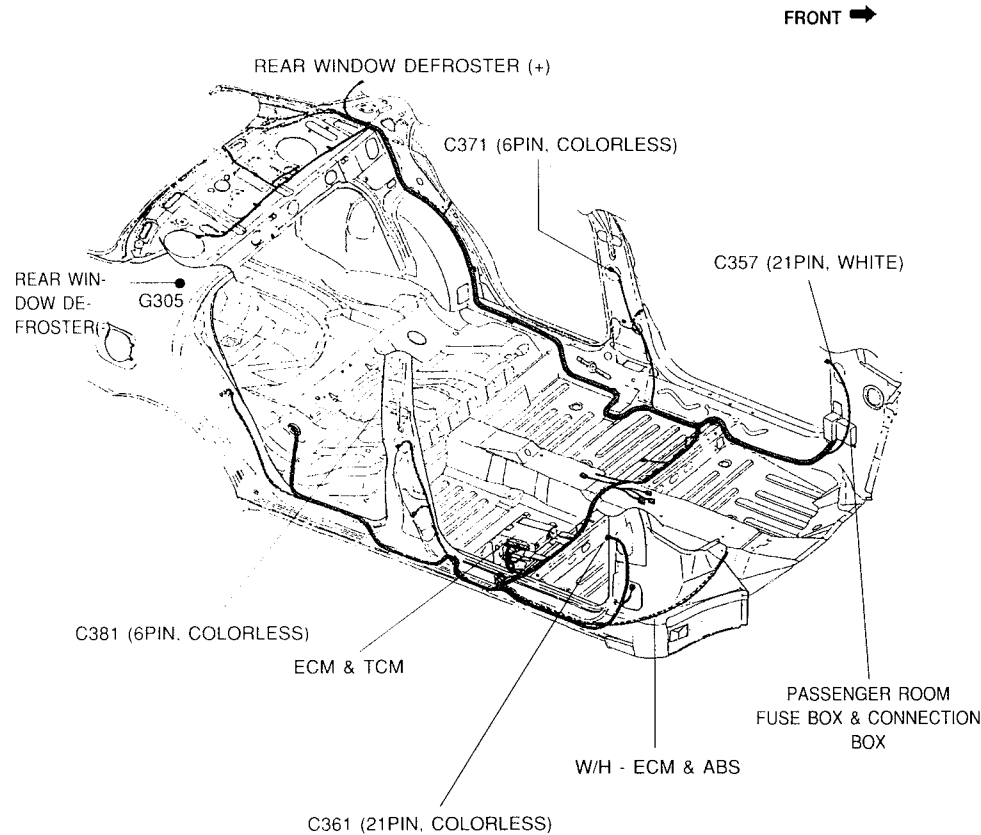 FRONT
REAR WINDOW DEFROSTER (+)
C371 (6PIN, COLORLESS)
C357 (21PIN, WHITE)
REAR WIN-
DOW DE-
FROSTER(-)
G305
C381 (6PIN, COLORLESS)
ECM & TCM
PASSENGER ROOM
FUSE BOX & CONNECTION
BOX
W/H - ECM & ABS
C361 (21PIN, COLORLESS)